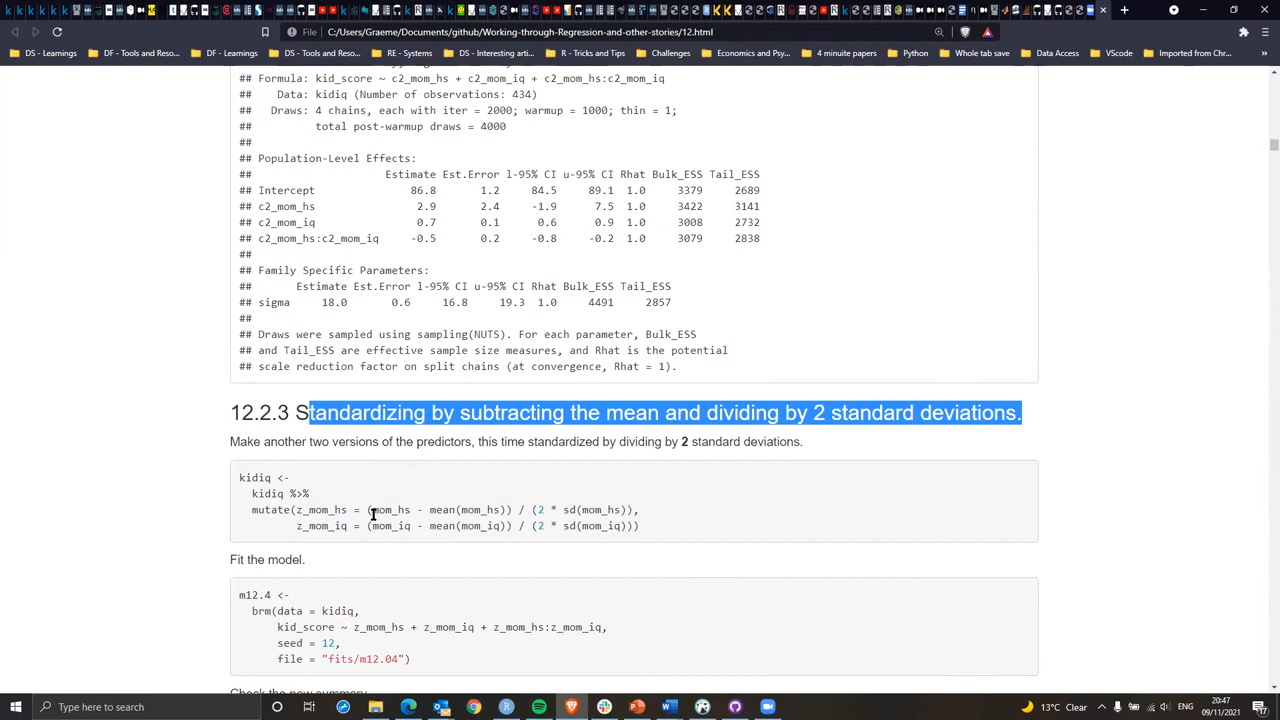 File
C:/Users/Graeme/Documents/github/Working-through-Regression-and-other-stories/12.html
DS - Learnings
DF - Tools and Reso...
DF - Learnings
DS - Tools and Reso...
RE - Systems
DS - Interesting artic...
R - Tricks and Tips
Challenges
Economics and Psy...
4 minute papers
Python
Whole tab save
Data Access
VScode
Imported from Chr...
## Formula: kid_score ~ c2_mom_hs + c2_mom_iq + c2_mom_hs:c2_mom_iq
## Data: kidiq (Number of observations: 434)
## Draws: 4 chains, each with iter = 2000; warmup = 1000; thin = 1;
## total post-warmup draws = 4000
##
## Population-Level Effects:
## Estimate Est.Error l-95% CI u-95% CI Rhat Bulk_ESS Tail_ESS
## Intercept 86.8 1.2 84.5 89.1 1.0 3379 2689
## c2_mom_hs 2.9 2.4 -1.9 7.5 1.0 3422 3141
## c2_mom_iq 0.7 0.1 0.6 0.9 1.0 3008 2732
## c2_mom_hs:c2_mom_iq -0.5 0.2 -0.8 -0.2 1.0 3079 2838
##
## Family Specific Parameters:
## Estimate Est.Error l-95% CI u-95% CI Rhat Bulk_ESS Tail_ESS
## sigma 18.0 0.6 16.8 19.3 1.0 4491 2857
##
## Draws were sampled using sampling(NUTS). For each parameter, Bulk_ESS
## and Tail_ESS are effective sample size measures, and Rhat is the potential
## scale reduction factor on split chains (at convergence, Rhat = 1).
12.2.3 Standardizing by subtracting the mean and dividing by 2 standard deviations.
Make another two versions of the predictors, this time standardized by dividing by 2 standard deviations.
kidiq <-
kidiq %>%
mutate(z_mom_hs = (mom_hs - mean(mom_hs)) / (2 * sd(mom_hs)),
z_mom_iq = (mom_iq - mean(mom_iq)) / (2 * sd(mom_iq)))
Fit the model.
m12.4 <-
brm(data = kidiq,
kid_score ~ z_mom_hs + z_mom_iq + z_mom_hs:z_mom_iq,
seed = 12,
file = "fits/m12.04")
Check the new summary.
Type here to search
13°C Clear
20:47
09/11/2021